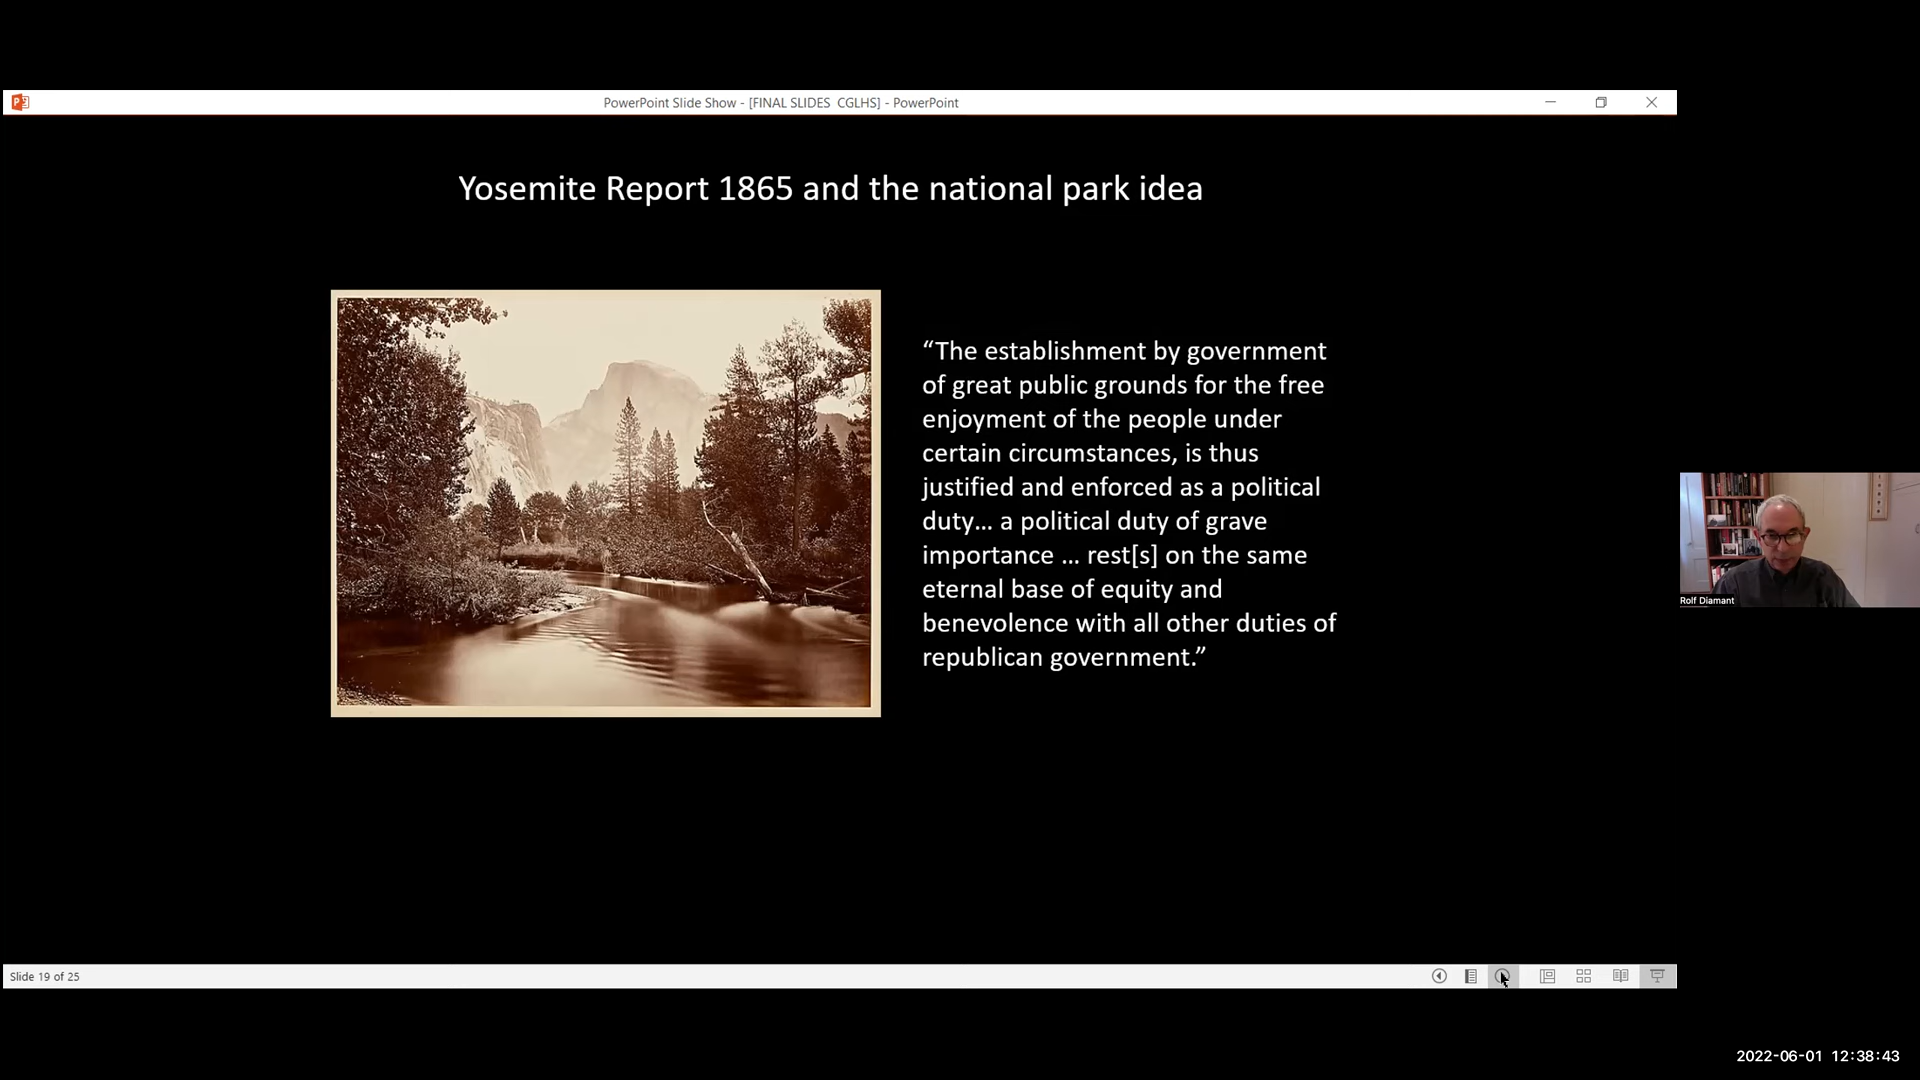 PowerPoint Slide Show - [FINAL SLIDES  CGLHS] - PowerPoint
Yosemite Report 1865 and the national park idea
“The establishment by government
of great public grounds for the free
enjoyment of the people under
certain circumstances, is thus
justified and enforced as a political
duty… a political duty of grave
importance … rest[s] on the same
eternal base of equity and
benevolence with all other duties of
republican government.”
Rolf Diamant
Slide 19 of 25
2022-06-01 12:38:43